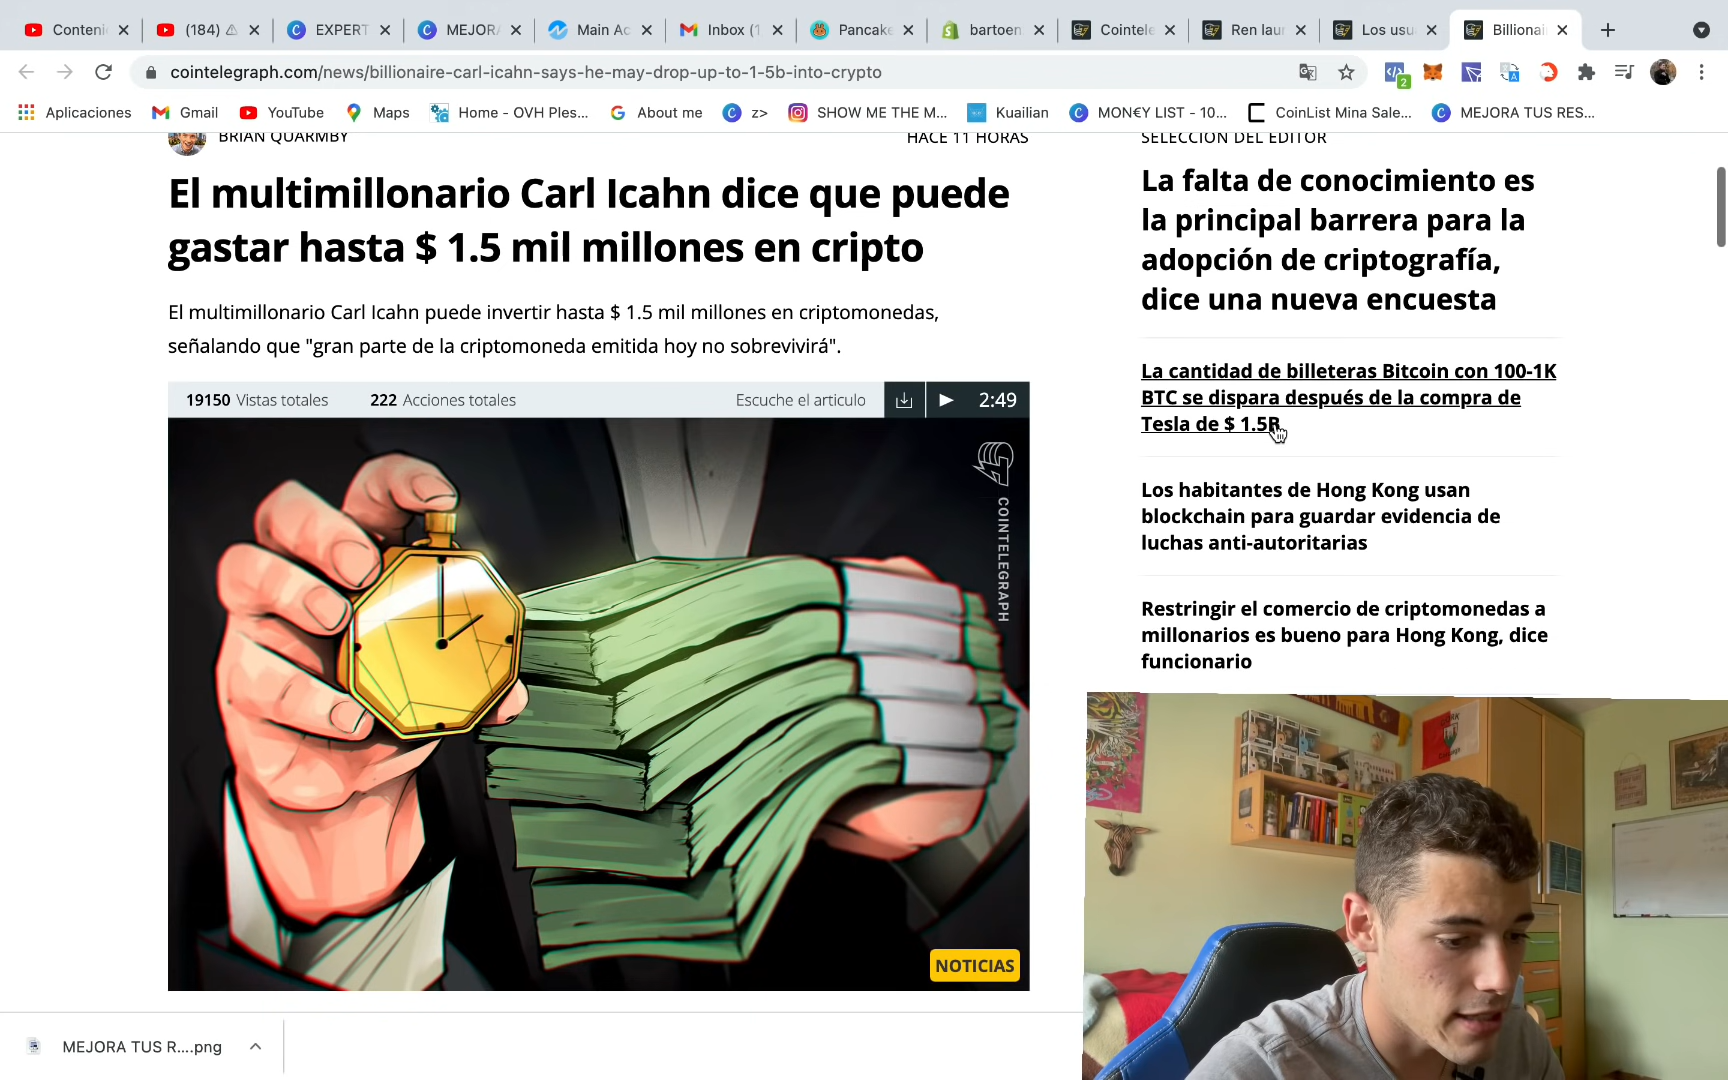 Conteni
(184)
EXPERT
MEJORA
Main Ac
Inbox (1
Pancake
bartoen
Cointele
Ren laun
Los usu
Billionai
cointelegraph.com/news/billionaire-carl-icahn-says-he-may-drop-up-to-1-5b-into-crypto
2
Aplicaciones
Gmail
YouTube
Maps
Home - OVH Ples...
About me
z>
SHOW ME THE M...
Kuailian
MON€Y LIST - 10...
CoinList Mina Sale...
MEJORA TUS RES...
BRIAN QUARMBY
HACE 11 HORAS
El multimillonario Carl Icahn dice que puede
gastar hasta $ 1.5 mil millones en cripto
El multimillonario Carl Icahn puede invertir hasta $ 1.5 mil millones en criptomonedas,
señalando que "gran parte de la criptomoneda emitida hoy no sobrevivirá".
19150 Vistas totales
222 Acciones totales
Escuche el articulo
2:49
COINTELEGRAPH
NOTICIAS
SELECCIÓN DEL EDITOR
La falta de conocimiento es
la principal barrera para la
adopción de criptografía,
dice una nueva encuesta
La cantidad de billeteras Bitcoin con 100-1K
BTC se dispara después de la compra de
Tesla de $ 1.5B
Los habitantes de Hong Kong usan
blockchain para guardar evidencia de
luchas anti-autoritarias
Restringir el comercio de criptomonedas a
millonarios es bueno para Hong Kong, dice
funcionario
MEJORA TUS R....png